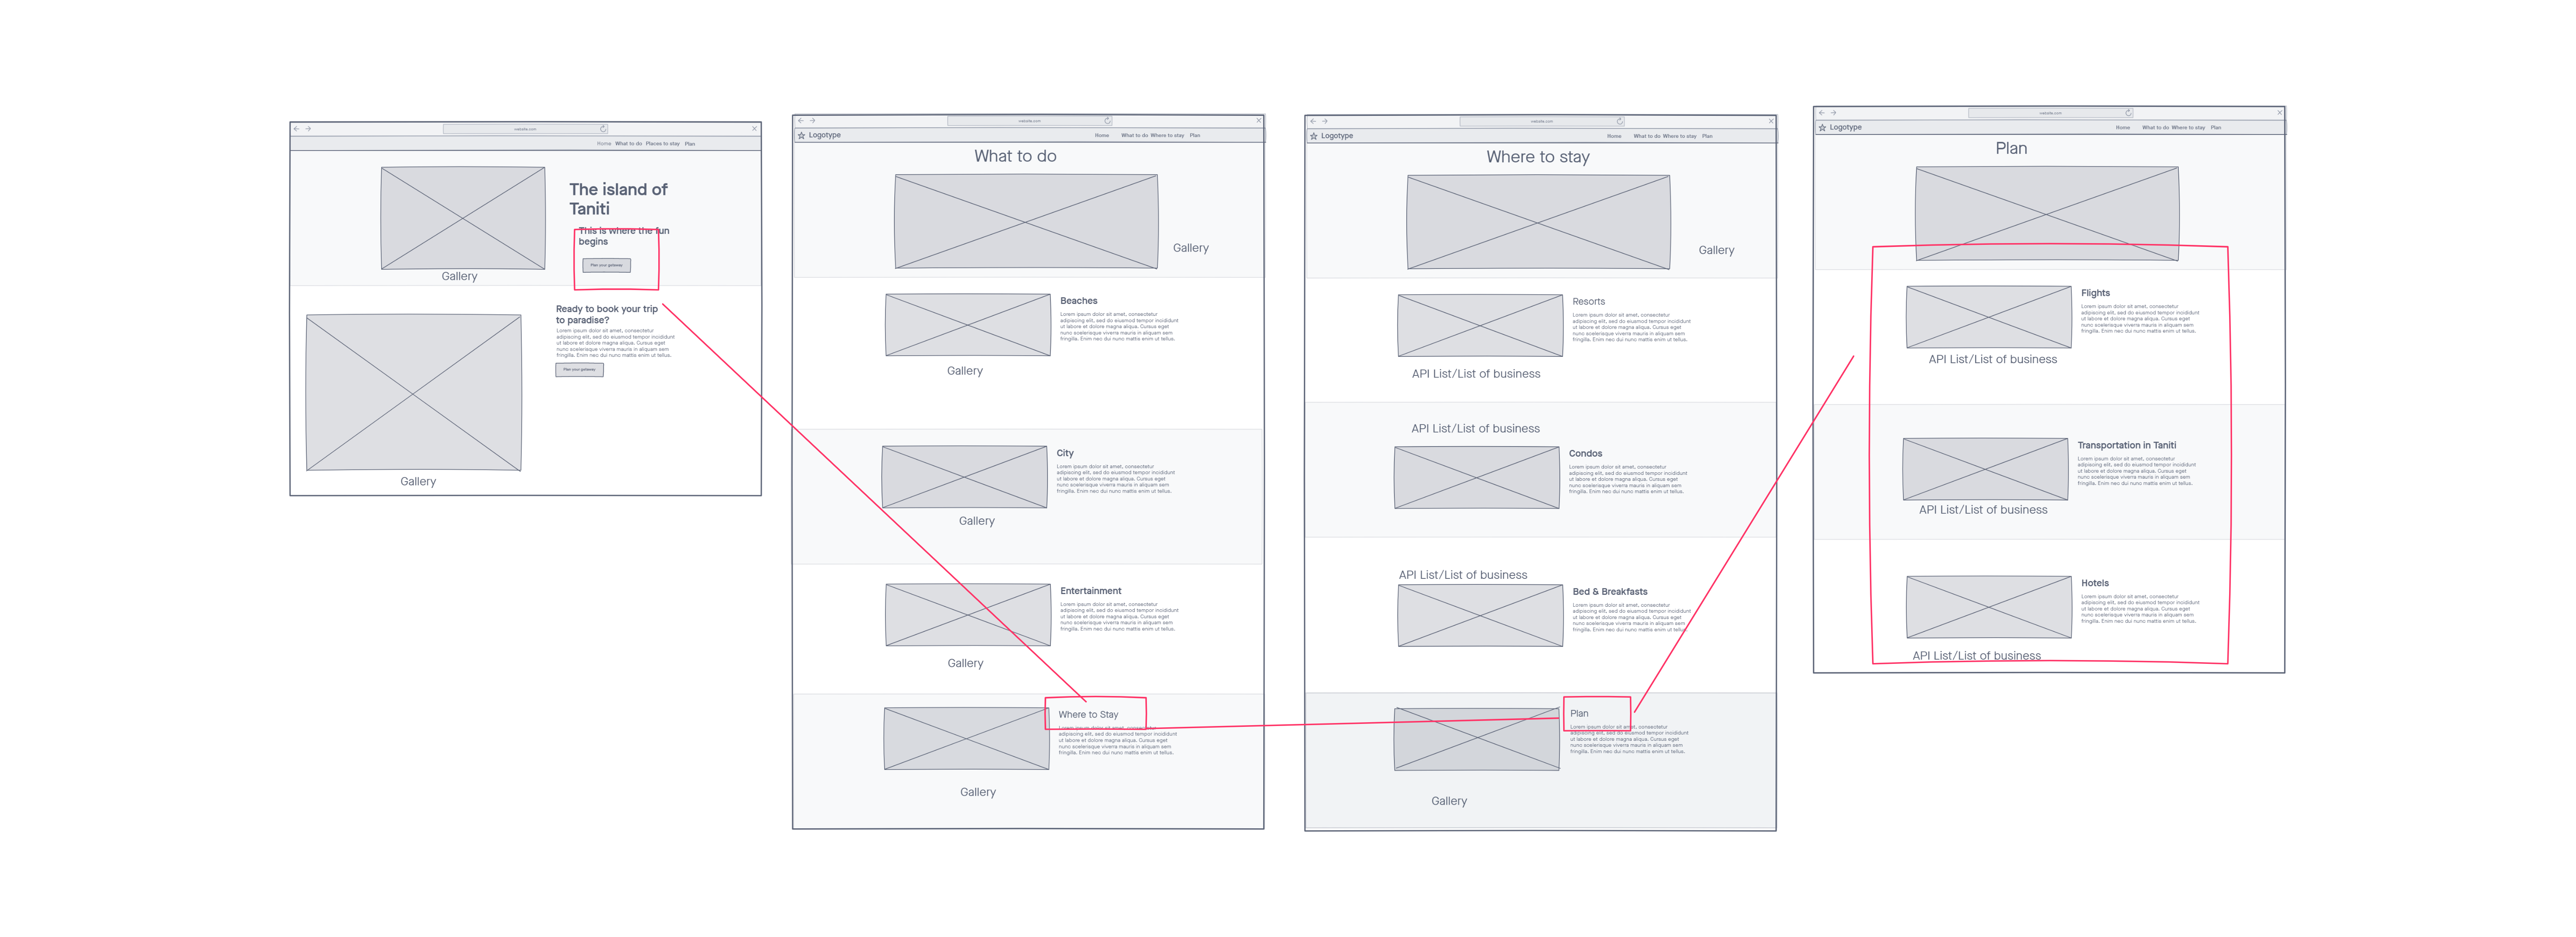 website.com
Home What to do Places to stay Plan
The island of
Taniti
This is where the fun
begins
Plan your getaway
Gallery
Ready to book your trip
to paradise?
Lorem ipsum dolor sit amet, consectetur
adipiscing elit, sed do eiusmod tempor incididunt
ut labore et dolore magna aliqua. Cursus eget
nunc scelerisque viverra mauris in aliquam sem
fringilla. Enim nec dui nunc mattis enim ut tellus.
Plan your getaway
Gallery
website.com
Logotype Home What to do Where to stay Plan
What to do
Gallery
Beaches
Lorem ipsum dolor sit amet, consectetur
adipiscing elit, sed do eiusmod tempor incididunt
ut labore et dolore magna aliqua. Cursus eget
nunc scelerisque viverra mauris in aliquam sem
fringilla. Enim nec dui nunc mattis enim ut tellus.
Gallery
City
Lorem ipsum dolor sit amet, consectetur
adipiscing elit, sed do eiusmod tempor incididunt
ut labore et dolore magna aliqua. Cursus eget
nunc scelerisque viverra mauris in aliquam sem
fringilla. Enim nec dui nunc mattis enim ut tellus.
Gallery
Entertainment
Lorem ipsum dolor sit amet, consectetur
adipiscing elit, sed do eiusmod tempor incididunt
ut labore et dolore magna aliqua. Cursus eget
nunc scelerisque viverra mauris in aliquam sem
fringilla. Enim nec dui nunc mattis enim ut tellus.
Gallery
Where to Stay
Lorem ipsum dolor sit amet, consectetur
adipiscing elit, sed do eiusmod tempor incididunt
ut labore et dolore magna aliqua. Cursus eget
nunc scelerisque viverra mauris in aliquam sem
fringilla. Enim nec dui nunc mattis enim ut tellus.
Gallery
website.com
Logotype Home What to do Where to stay Plan
Where to stay
Gallery
Resorts
Lorem ipsum dolor sit amet, consectetur
adipiscing elit, sed do eiusmod tempor incididunt
ut labore et dolore magna aliqua. Cursus eget
nunc scelerisque viverra mauris in aliquam sem
fringilla. Enim nec dui nunc mattis enim ut tellus.
API List/List of business
API List/List of business
Condos
Lorem ipsum dolor sit amet, consectetur
adipiscing elit, sed do eiusmod tempor incididunt
ut labore et dolore magna aliqua. Cursus eget
nunc scelerisque viverra mauris in aliquam sem
fringilla. Enim nec dui nunc mattis enim ut tellus.
API List/List of business
Bed & Breakfasts
Lorem ipsum dolor sit amet, consectetur
adipiscing elit, sed do eiusmod tempor incididunt
ut labore et dolore magna aliqua. Cursus eget
nunc scelerisque viverra mauris in aliquam sem
fringilla. Enim nec dui nunc mattis enim ut tellus.
Plan
Lorem ipsum dolor sit amet, consectetur
adipiscing elit, sed do eiusmod tempor incididunt
ut labore et dolore magna aliqua. Cursus eget
nunc scelerisque viverra mauris in aliquam sem
fringilla. Enim nec dui nunc mattis enim ut tellus.
Gallery
website.com
Logotype Home What to do Where to stay Plan
Plan
Flights
Lorem ipsum dolor sit amet, consectetur
adipiscing elit, sed do eiusmod tempor incididunt
ut labore et dolore magna aliqua. Cursus eget
nunc scelerisque viverra mauris in aliquam sem
fringilla. Enim nec dui nunc mattis enim ut tellus.
API List/List of business
Transportation in Taniti
Lorem ipsum dolor sit amet, consectetur
adipiscing elit, sed do eiusmod tempor incididunt
ut labore et dolore magna aliqua. Cursus eget
nunc scelerisque viverra mauris in aliquam sem
fringilla. Enim nec dui nunc mattis enim ut tellus.
API List/List of business
Hotels
Lorem ipsum dolor sit amet, consectetur
adipiscing elit, sed do eiusmod tempor incididunt
ut labore et dolore magna aliqua. Cursus eget
nunc scelerisque viverra mauris in aliquam sem
fringilla. Enim nec dui nunc mattis enim ut tellus.
API List/List of business